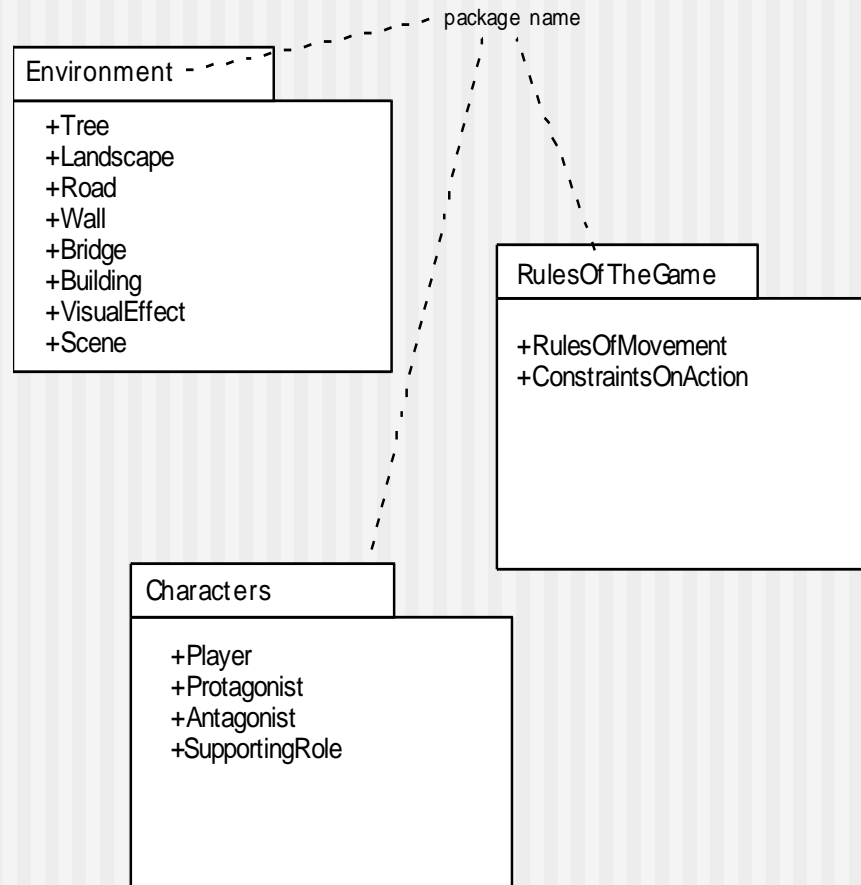 package name
Environment
+Tree
+Landscape
+Road
+Wall
+Bridge
+Building
+VisualEffect
+Scene
RulesOfTheGame
+RulesOfMovement
+ConstraintsOnAction
Characters
+Player
+Protagonist
+Antagonist
+SupportingRole